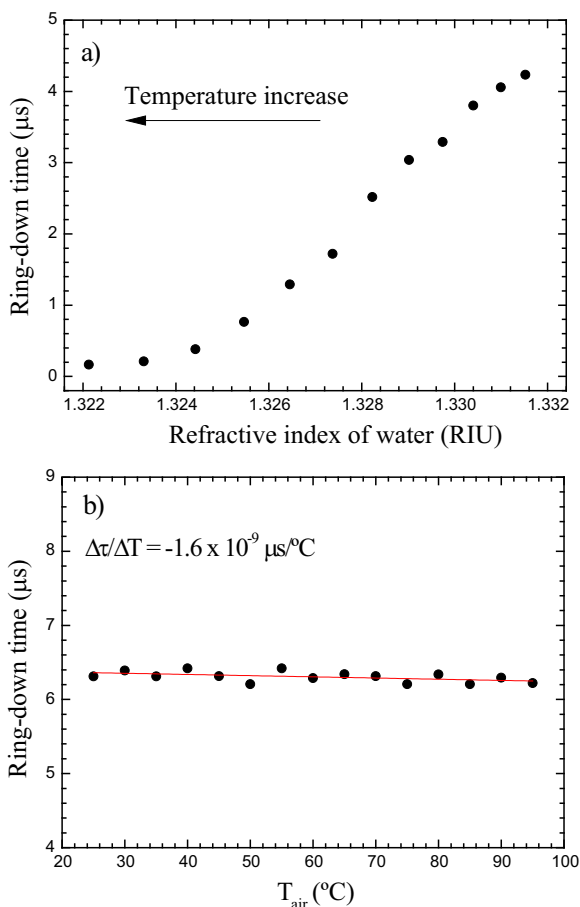 a)
Temperature increase
Ring-down time (μs)
5
4
3
2
1
0
1.322 1.324 1.326 1.328 1.330 1.332
Refractive index of water (RIU)
b)
Δτ/ΔT = -1.6 x 10⁻⁹ μs/ºC
Ring-down time (μs)
9
8
7
6
5
4
20 30 40 50 60 70 80 90 100
T_air (ºC)